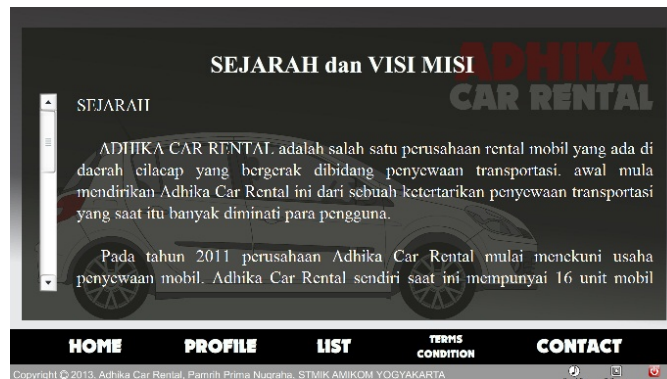 ADHIKA
CAR RENTAL
SEJARAH dan VISI MISI
SEJARAH
ADHIKA CAR RENTAL adalah salah satu perusahaan rental mobil yang ada di
daerah cilacap yang bergerak dibidang penyewaan transportasi. awal mula
mendirikan Adhika Car Rental ini dari sebuah ketertarikan penyewaan transportasi
yang saat itu banyak diminati para pengguna.
Pada tahun 2011 perusahaan Adhika Car Rental mulai menekuni usaha
penyewaan mobil. Adhika Car Rental sendiri saat ini mempunyai 16 unit mobil
HOME PROFILE LIST TERMS CONDITION CONTACT
Copyright © 2013. Adhika Car Rental, Pamrih Prima Nugraha. STMIK AMIKOM YOGYAKARTA